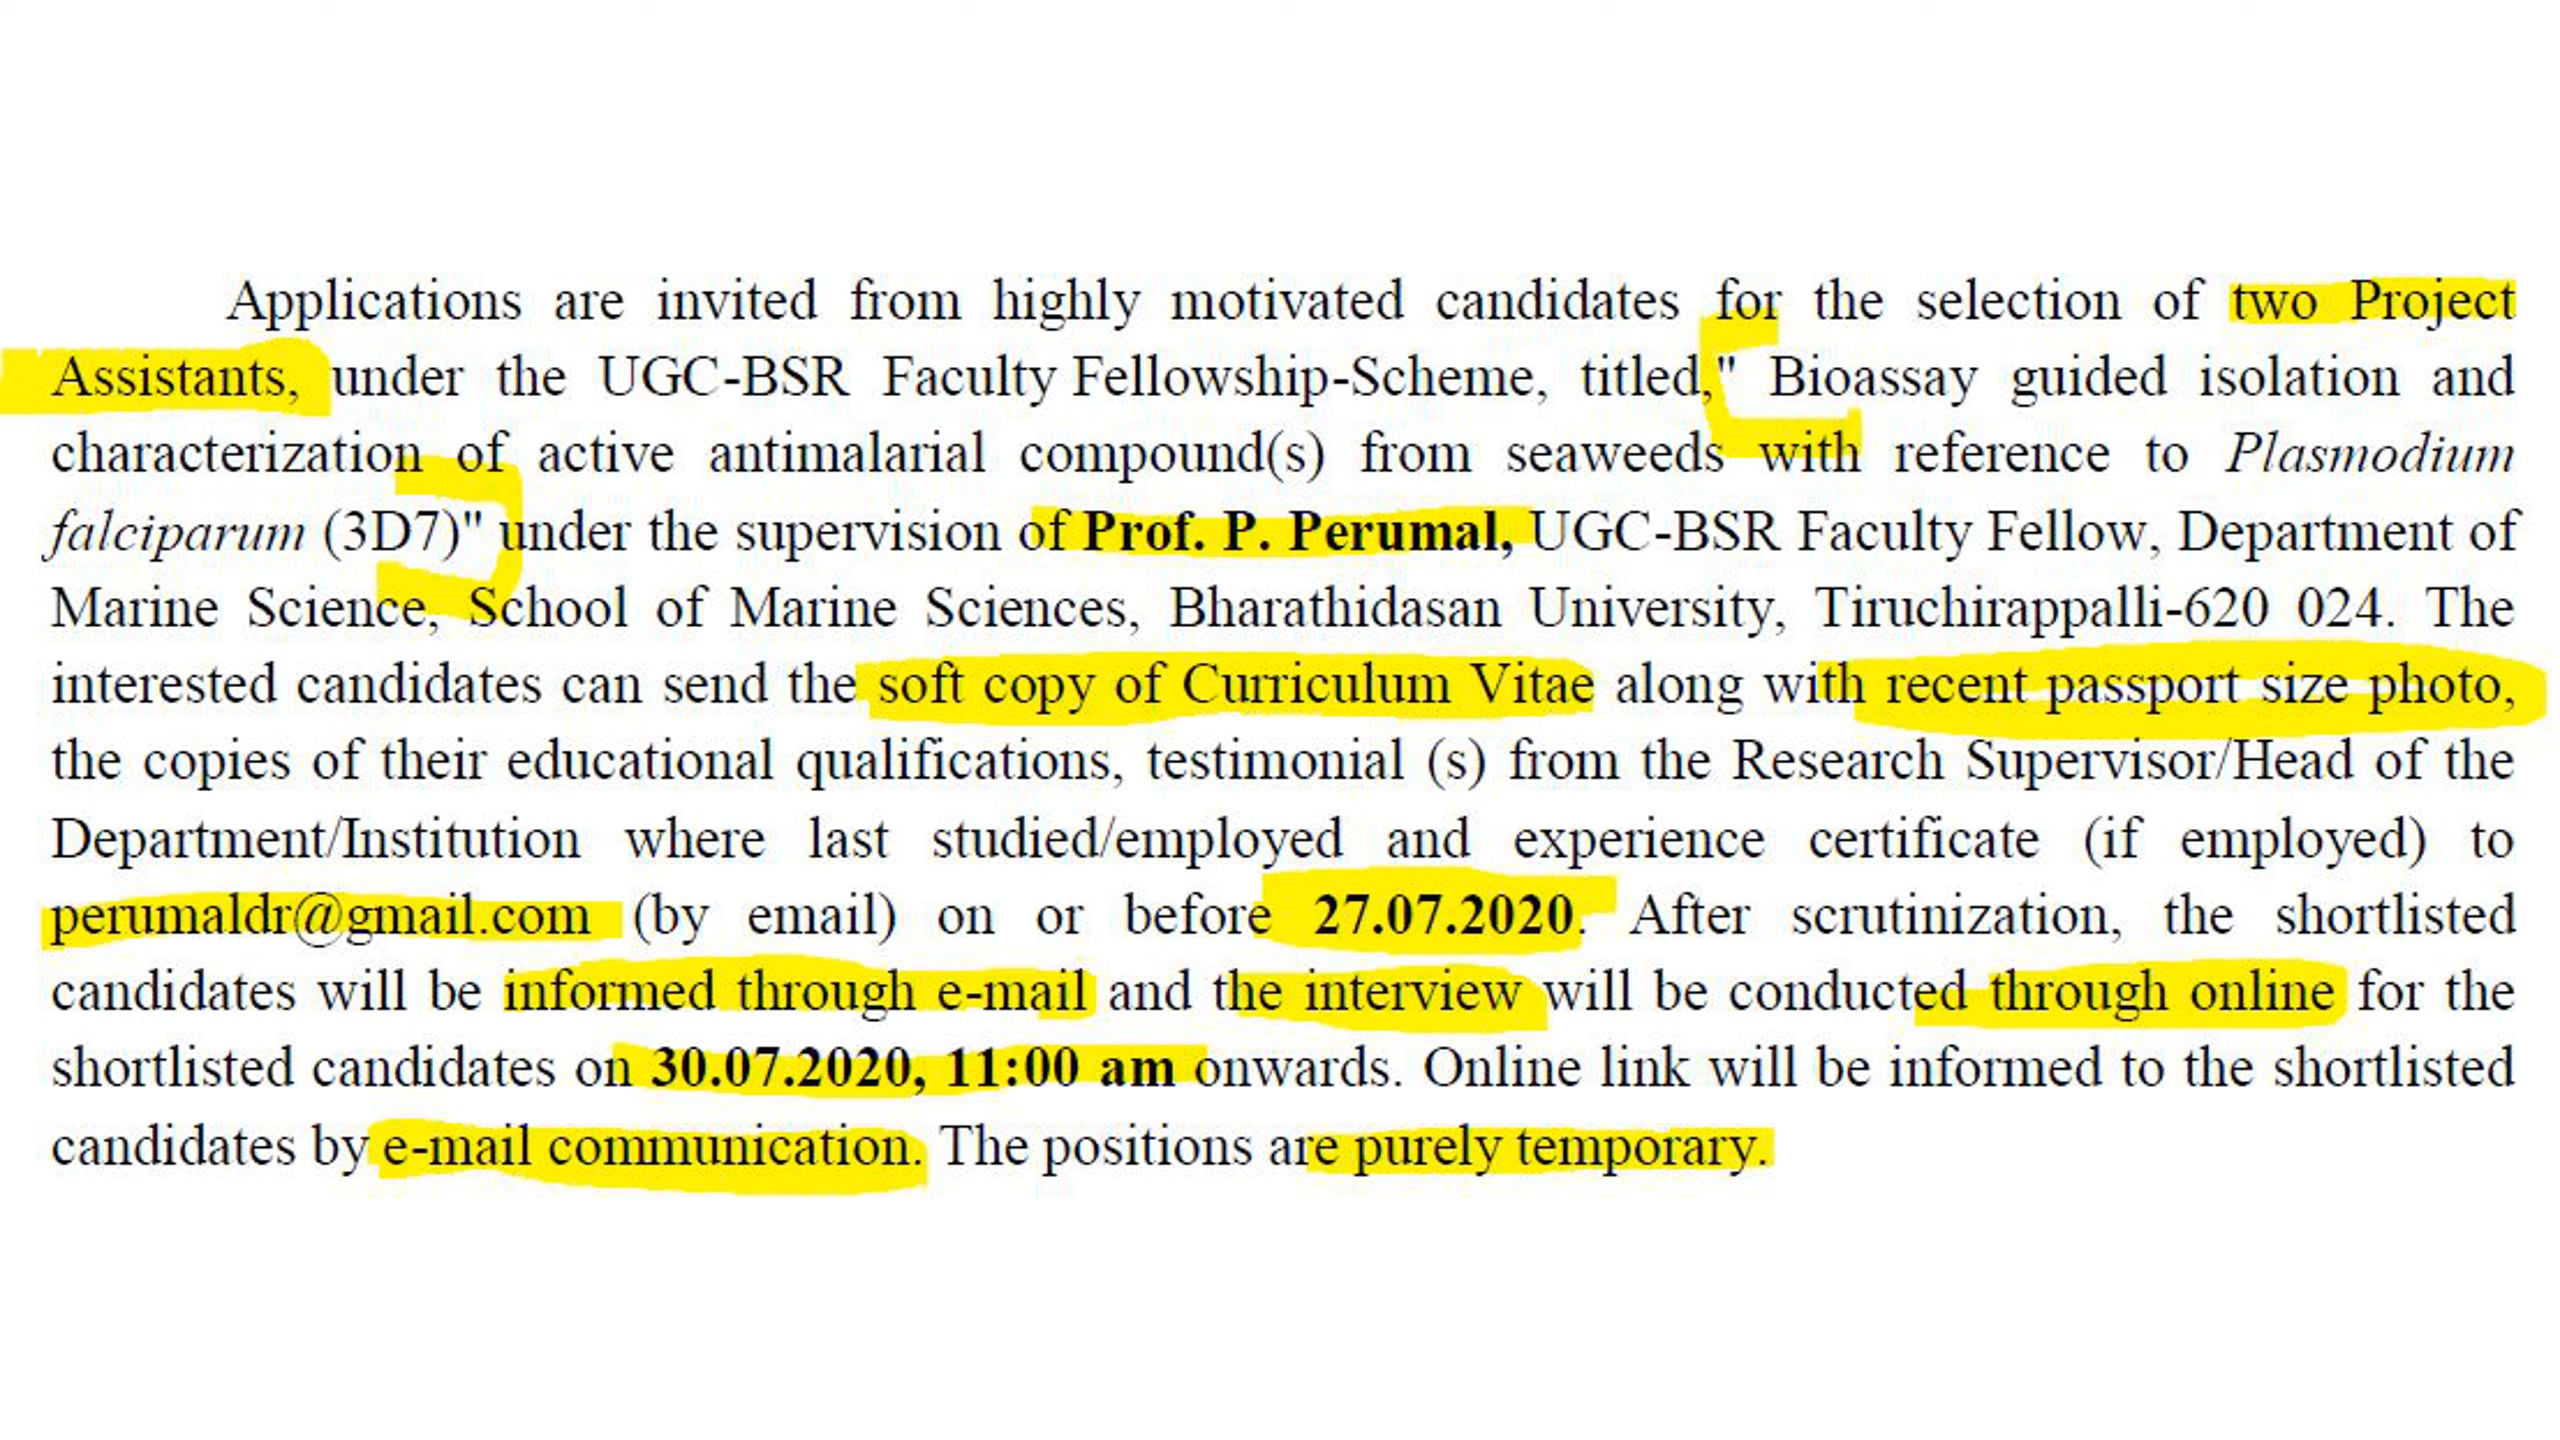 Applications are invited from highly motivated candidates for the selection of two Project
Assistants, under the UGC-BSR Faculty Fellowship-Scheme, titled," Bioassay guided isolation and
characterization of active antimalarial compound(s) from seaweeds with reference to Plasmodium
falciparum (3D7)" under the supervision of Prof. P. Perumal, UGC-BSR Faculty Fellow, Department of
Marine Science, School of Marine Sciences, Bharathidasan University, Tiruchirappalli-620 024. The
interested candidates can send the soft copy of Curriculum Vitae along with recent passport size photo,
the copies of their educational qualifications, testimonial (s) from the Research Supervisor/Head of the
Department/Institution where last studied/employed and experience certificate (if employed) to
perumaldr@gmail.com (by email) on or before 27.07.2020. After scrutinization, the shortlisted
candidates will be informed through e-mail and the interview will be conducted through online for the
shortlisted candidates on 30.07.2020, 11:00 am onwards. Online link will be informed to the shortlisted
candidates by e-mail communication. The positions are purely temporary.